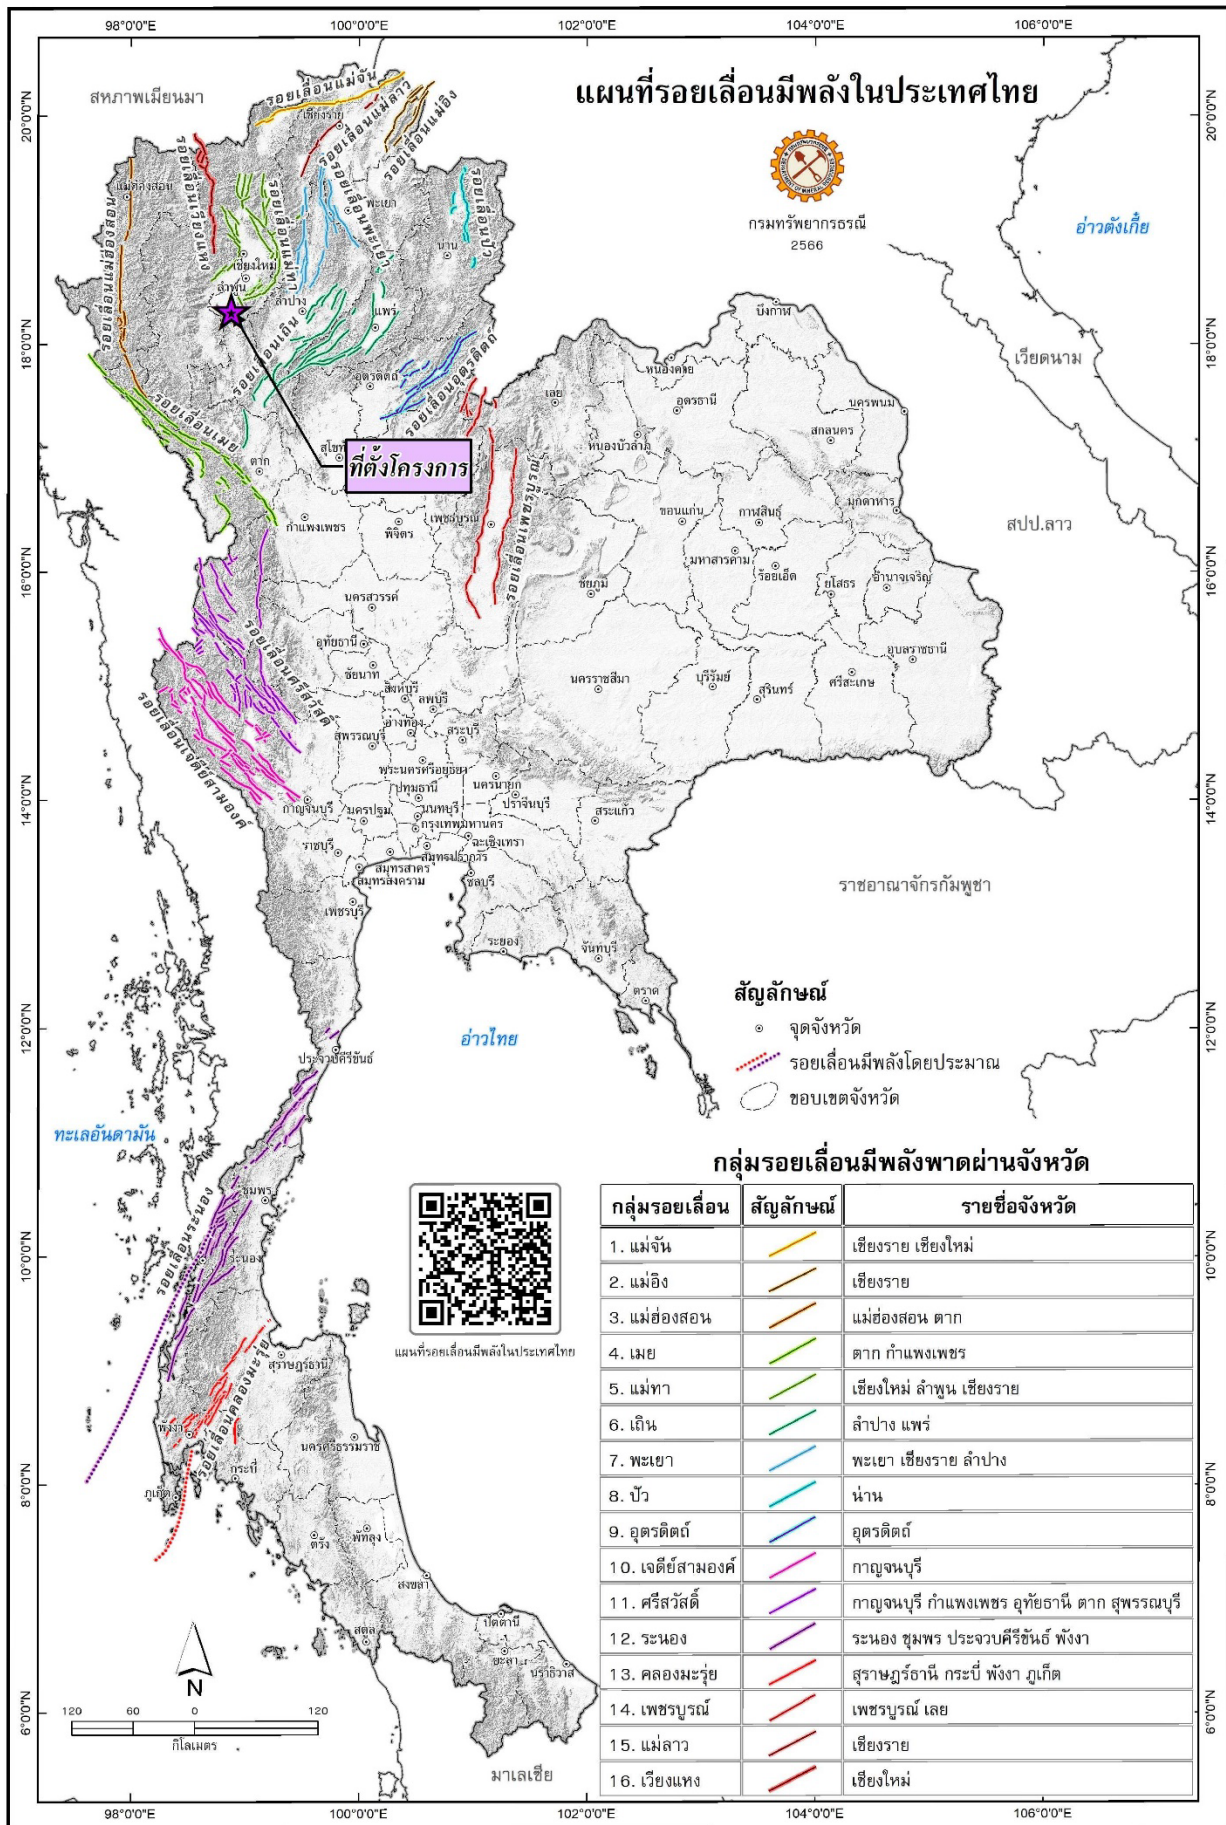 98°0'0"E 100°0'0"E 102°0'0"E 104°0'0"E 106°0'0"E
แผนที่รอยเลื่อนมีพลังในประเทศไทย
กรมทรัพยากรธรณี
2566
สหภาพเมียนมา
อ่าวตังเกี๋ย
เวียดนาม
สปป.ลาว
ราชอาณาจักรกัมพูชา
อ่าวไทย
ทะเลอันดามัน
มาเลเซีย
20°0'0"N
18°0'0"N
16°0'0"N
14°0'0"N
12°0'0"N
10°0'0"N
8°0'0"N
6°0'0"N
20°0'0"N
18°0'0"N
16°0'0"N
14°0'0"N
12°0'0"N
10°0'0"N
8°0'0"N
6°0'0"N
รอยเลื่อนแม่จัน
รอยเลื่อนแม่ลาว
รอยเลื่อนแม่อิง
รอยเลื่อนเวียงแหง
รอยเลื่อนแม่ฮ่องสอน
รอยเลื่อนแม่ทา
รอยเลื่อนพะเยา
รอยเลื่อนปัว
รอยเลื่อนเถิน
รอยเลื่อนอุตรดิตถ์
รอยเลื่อนเมย
รอยเลื่อนเพชรบูรณ์
รอยเลื่อนศรีสวัสดิ์
รอยเลื่อนเจดีย์สามองค์
รอยเลื่อนระนอง
รอยเลื่อนคลองมะรุ่ย
ที่ตั้งโครงการ
เชียงราย
แม่ฮ่องสอน
พะเยา
น่าน
เชียงใหม่
ลำพูน
ลำปาง
แพร่
อุตรดิตถ์
ตาก
กำแพงเพชร
พิจิตร
เพชรบูรณ์
เลย
บึงกาฬ
หนองคาย
อุดรธานี
นครพนม
สกลนคร
หนองบัวลำภู
ขอนแก่น
กาฬสินธุ์
มุกดาหาร
มหาสารคาม
ร้อยเอ็ด
ยโสธร
อำนาจเจริญ
ชัยภูมิ
นครสวรรค์
อุทัยธานี
ชัยนาท
สิงห์บุรี
ลพบุรี
อ่างทอง
สุพรรณบุรี
สระบุรี
นครราชสีมา
บุรีรัมย์
สุรินทร์
ศรีสะเกษ
อุบลราชธานี
พระนครศรีอยุธยา
นครนายก
ปทุมธานี
ปราจีนบุรี
กาญจนบุรี
นครปฐม
นนทบุรี
กรุงเทพมหานคร
สระแก้ว
ฉะเชิงเทรา
สมุทรปราการ
ราชบุรี
สมุทรสาคร
สมุทรสงคราม
ชลบุรี
เพชรบุรี
ระยอง
จันทบุรี
ตราด
ประจวบคีรีขันธ์
ชุมพร
ระนอง
สุราษฎร์ธานี
พังงา
กระบี่
ภูเก็ต
นครศรีธรรมราช
ตรัง
พัทลุง
สงขลา
สตูล
ปัตตานี
ยะลา
นราธิวาส
สัญลักษณ์
จุดจังหวัด
รอยเลื่อนมีพลังโดยประมาณ
ขอบเขตจังหวัด
แผนที่รอยเลื่อนมีพลังในประเทศไทย
N
120 60 0 120
กิโลเมตร
กลุ่มรอยเลื่อนมีพลังพาดผ่านจังหวัด
กลุ่มรอยเลื่อน สัญลักษณ์ รายชื่อจังหวัด
1. แม่จัน เชียงราย เชียงใหม่
2. แม่อิง เชียงราย
3. แม่ฮ่องสอน แม่ฮ่องสอน ตาก
4. เมย ตาก กำแพงเพชร
5. แม่ทา เชียงใหม่ ลำพูน เชียงราย
6. เถิน ลำปาง แพร่
7. พะเยา พะเยา เชียงราย ลำปาง
8. ปัว น่าน
9. อุตรดิตถ์ อุตรดิตถ์
10. เจดีย์สามองค์ กาญจนบุรี
11. ศรีสวัสดิ์ กาญจนบุรี กำแพงเพชร อุทัยธานี ตาก สุพรรณบุรี
12. ระนอง ระนอง ชุมพร ประจวบคีรีขันธ์ พังงา
13. คลองมะรุ่ย สุราษฎร์ธานี กระบี่ พังงา ภูเก็ต
14. เพชรบูรณ์ เพชรบูรณ์ เลย
15. แม่ลาว เชียงราย
16. เวียงแหง เชียงใหม่
98°0'0"E 100°0'0"E 102°0'0"E 104°0'0"E 106°0'0"E